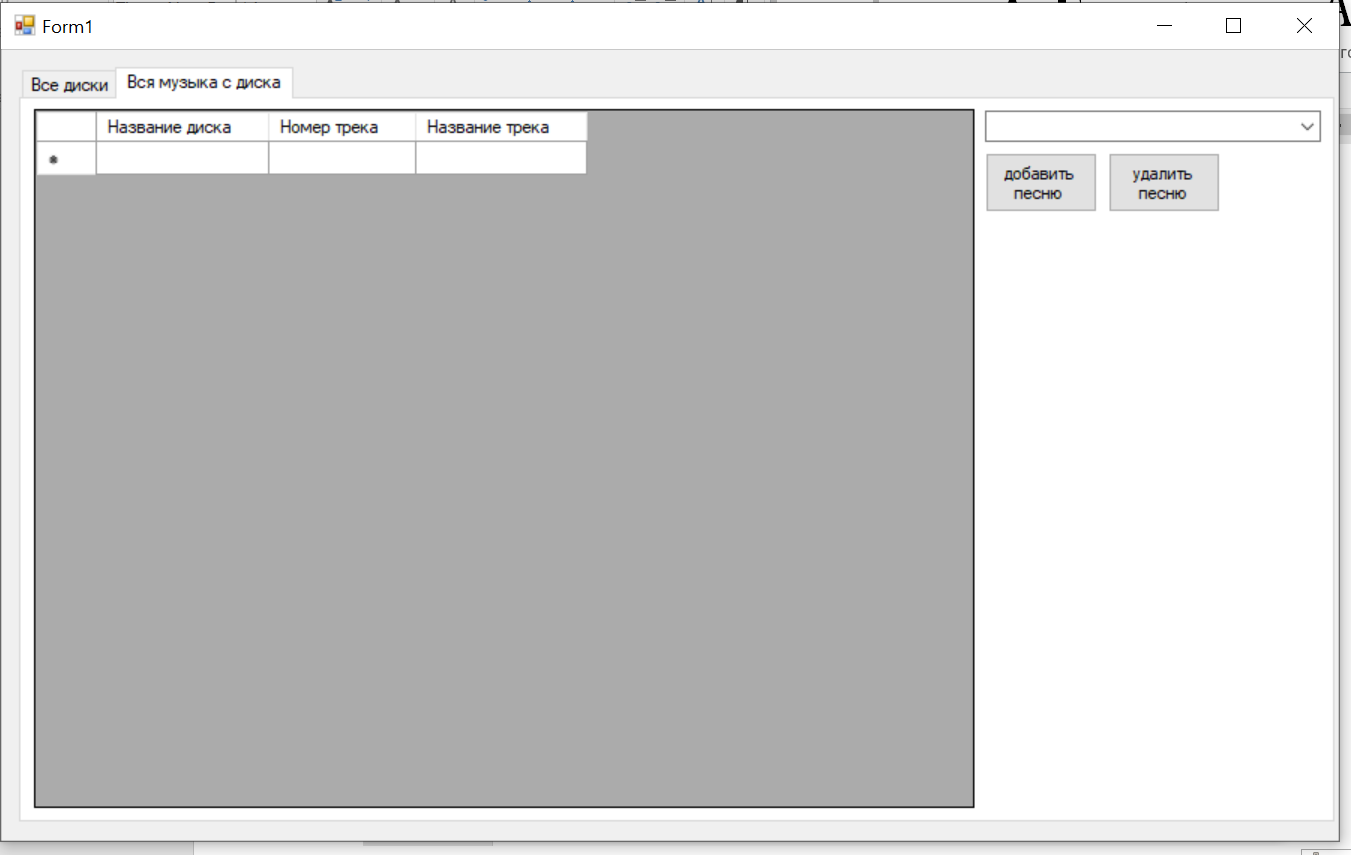 Form1
Все диски
Вся музыка с диска
Название диска
Номер трека
Название трека
добавить
песню
удалить
песню